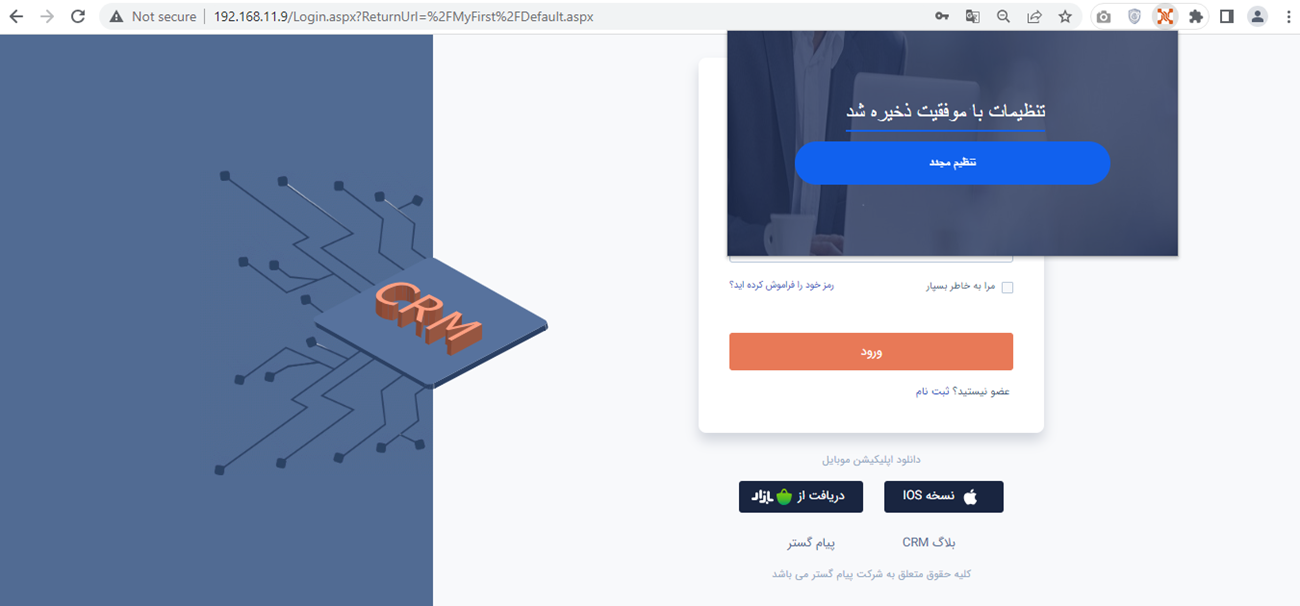 Not secure | 192.168.11.9/Login.aspx?ReturnUrl=%2FMyFirst%2FDefault.aspx
تنظیمات با موفقیت ذخیره شد
تنظیم مجدد
CRM
مرا به خاطر بسپار
رمز خود را فراموش کرده اید؟
ورود
عضو نیستید؟ ثبت نام
دانلود اپلیکیشن موبایل
نسخه IOS
دریافت از بازار
بلاگ CRM
پیام گستر
کلیه حقوق متعلق به شرکت پیام گستر می باشد